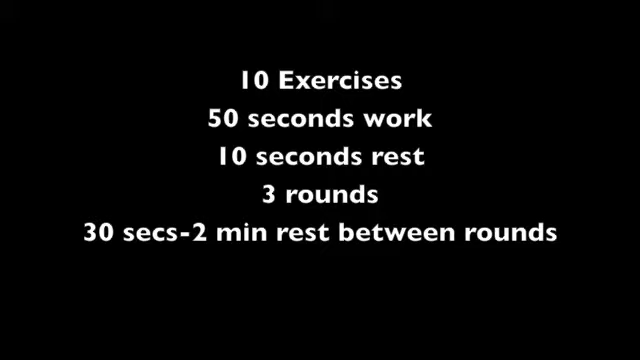 10 Exercises
50 seconds work
10 seconds rest
3 rounds
30 secs-2 min rest between rounds